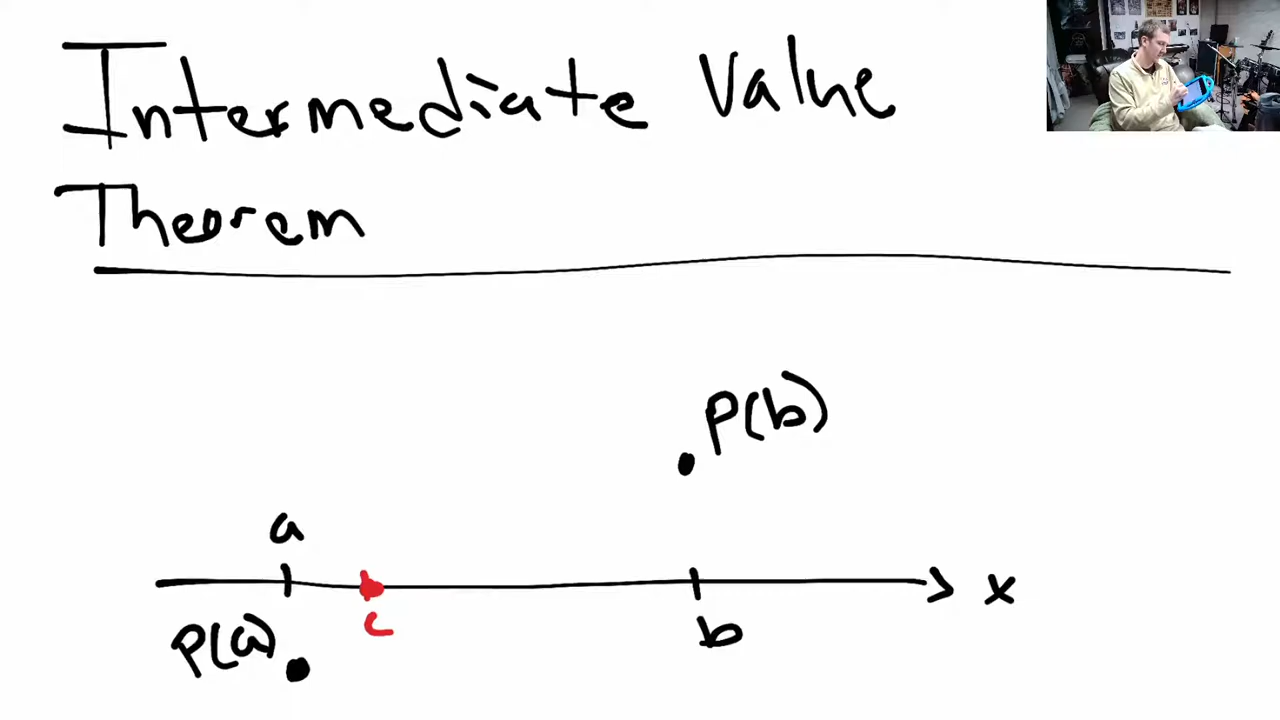 Intermediate Value
Theorem
P(b)
a
x
c
b
P(a)